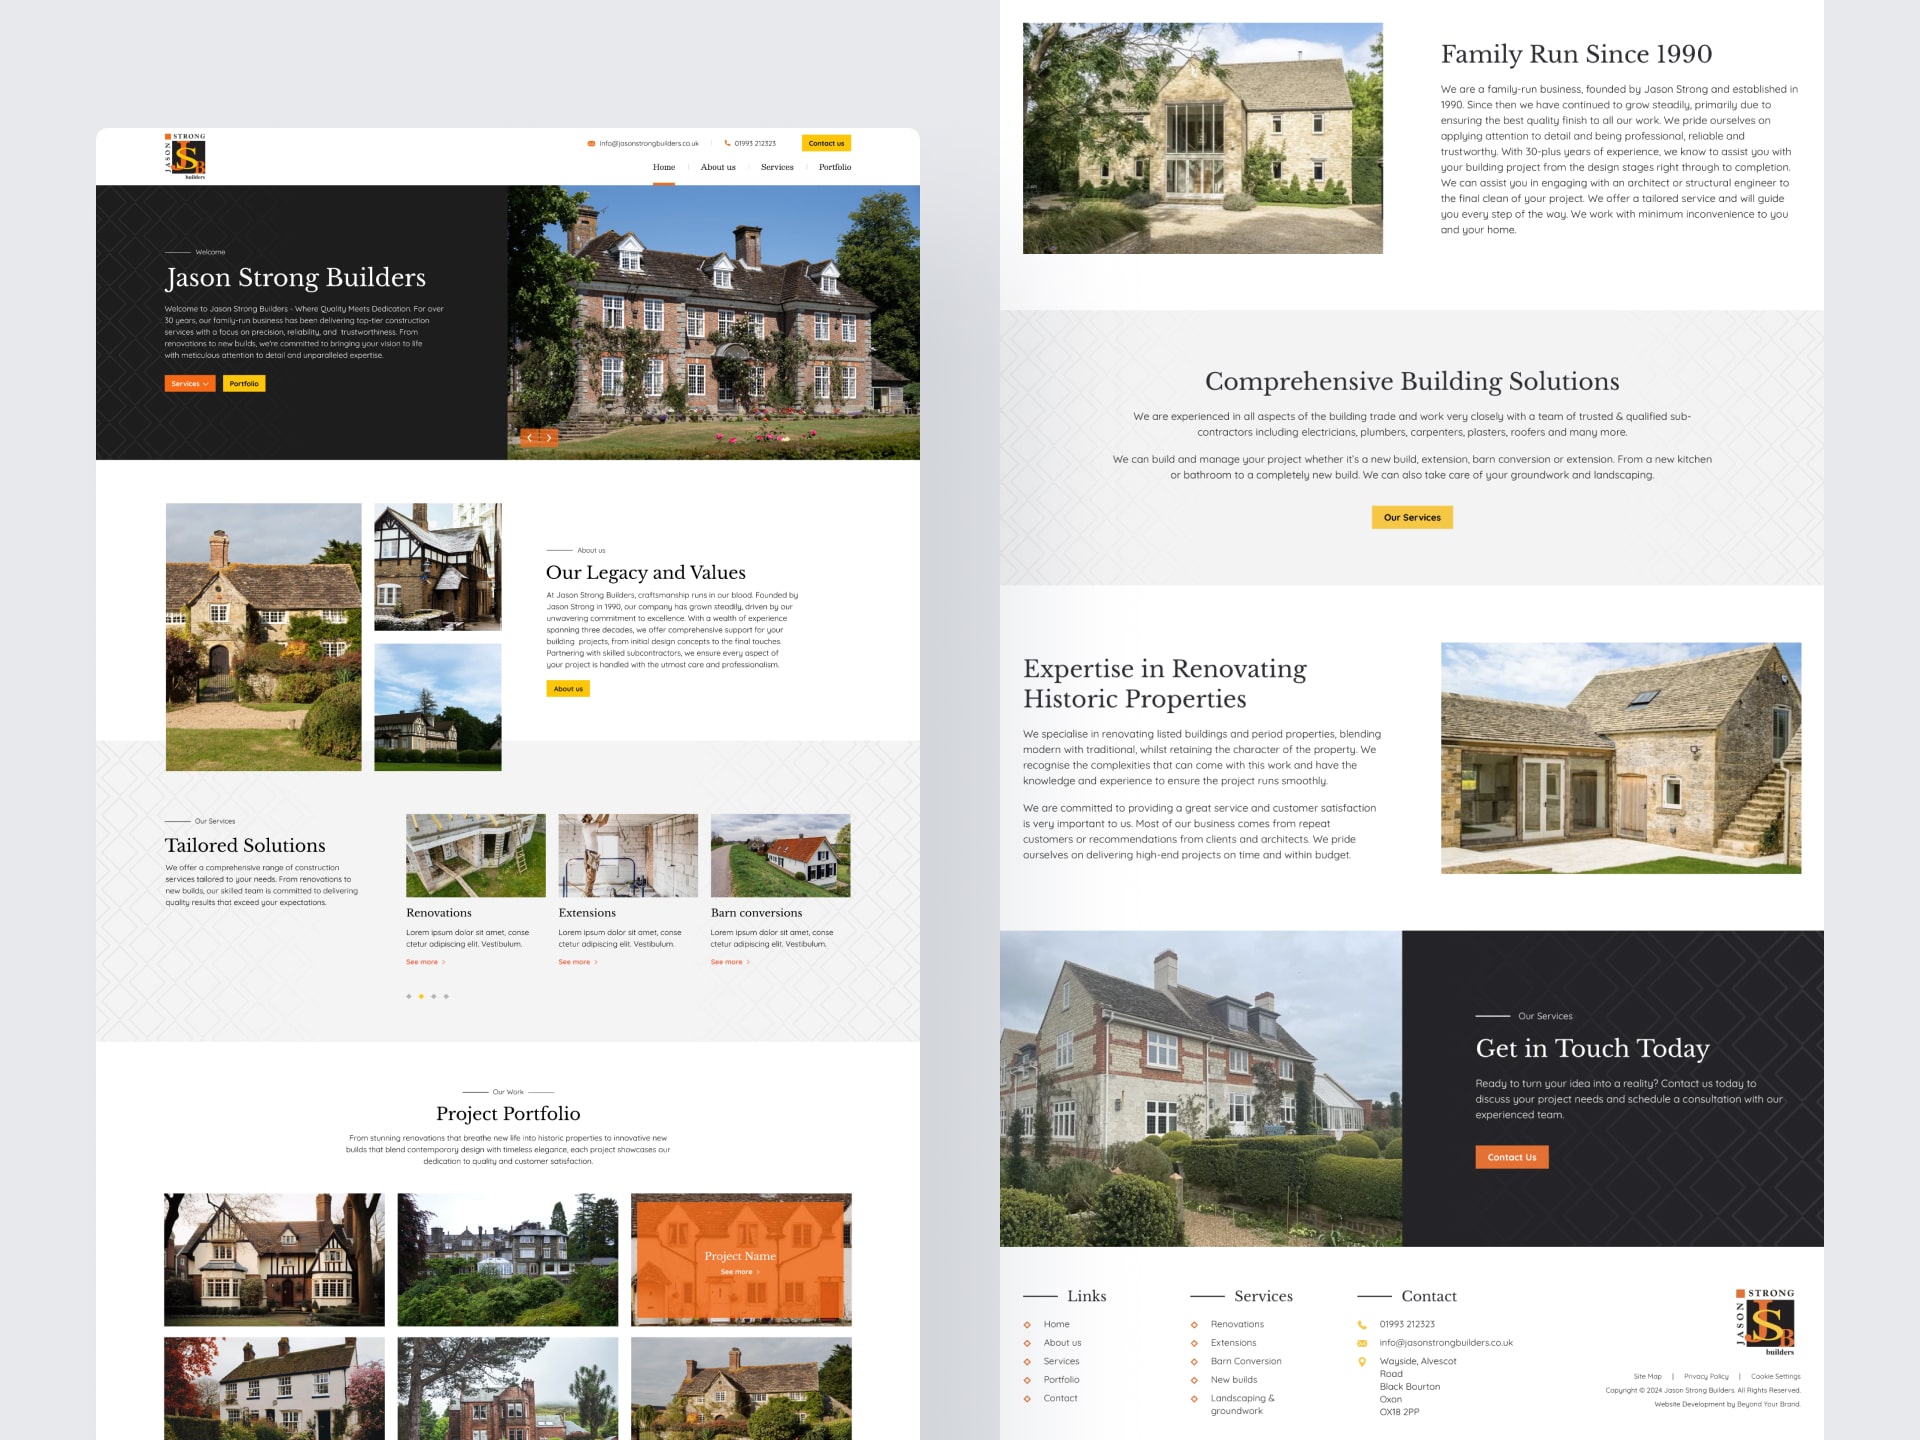 STRONG
JASON
JSB
builders
info@jasonstrongbuilders.co.uk
01993 212323
Contact us
Home
About us
Services
Portfolio
Welcome
Jason Strong Builders
Welcome to Jason Strong Builders - Where Quality Meets Dedication. For over
30 years, our family-run business has been delivering top-tier construction
services with a focus on precision, reliability, and trustworthiness. From
renovations to new builds, we're committed to bringing your vision to life
with meticulous attention to detail and unparalleled expertise.
Services
Portfolio
About us
Our Legacy and Values
At Jason Strong Builders, craftsmanship runs in our blood. Founded by
Jason Strong in 1990, our company has grown steadily, driven by our
unwavering commitment to excellence. With a wealth of experience
spanning three decades, we offer comprehensive support for your
building projects, from initial design concepts to the final touches.
Partnering with skilled subcontractors, we ensure every aspect of
your project is handled with the utmost care and professionalism.
About us
Our Services
Tailored Solutions
We offer a comprehensive range of construction
services tailored to your needs. From renovations to
new builds, our skilled team is committed to delivering
quality results that exceed your expectations.
Renovations
Lorem ipsum dolor sit amet, conse
ctetur adipiscing elit. Vestibulum.
See more
Extensions
Lorem ipsum dolor sit amet, conse
ctetur adipiscing elit. Vestibulum.
See more
Barn conversions
Lorem ipsum dolor sit amet, conse
ctetur adipiscing elit. Vestibulum.
See more
Our Work
Project Portfolio
From stunning renovations that breathe new life into historic properties to innovative new
builds that blend contemporary design with timeless elegance, each project showcases our
dedication to quality and customer satisfaction.
Project Name
See more
Family Run Since 1990
We are a family-run business, founded by Jason Strong and established in
1990. Since then we have continued to grow steadily, primarily due to
ensuring the best quality finish to all our work. We pride ourselves on
applying attention to detail and being professional, reliable and
trustworthy. With 30-plus years of experience, we know to assist you with
your building project from the design stages right through to completion.
We can assist you in engaging with an architect or structural engineer to
the final clean of your project. We offer a tailored service and will guide
you every step of the way. We work with minimum inconvenience to you
and your home.
Comprehensive Building Solutions
We are experienced in all aspects of the building trade and work very closely with a team of trusted & qualified sub-
contractors including electricians, plumbers, carpenters, plasters, roofers and many more.
We can build and manage your project whether it's a new build, extension, barn conversion or extension. From a new kitchen
or bathroom to a completely new build. We can also take care of your groundwork and landscaping.
Our Services
Expertise in Renovating
Historic Properties
We specialise in renovating listed buildings and period properties, blending
modern with traditional, whilst retaining the character of the property. We
recognise the complexities that can come with this work and have the
knowledge and experience to ensure the project runs smoothly.
We are committed to providing a great service and customer satisfaction
is very important to us. Most of our business comes from repeat
customers or recommendations from clients and architects. We pride
ourselves on delivering high-end projects on time and within budget.
Our Services
Get in Touch Today
Ready to turn your idea into a reality? Contact us today to
discuss your project needs and schedule a consultation with our
experienced team.
Contact Us
Links
Home
About us
Services
Portfolio
Contact
Services
Renovations
Extensions
Barn Conversion
New builds
Landscaping &
groundwork
Contact
01993 212323
info@jasonstrongbuilders.co.uk
Wayside, Alvescot
Road
Black Bourton
Oxon
OX18 2PP
STRONG
JASON
JSB
builders
Site Map | Privacy Policy | Cookie Settings
Copyright © 2024 Jason Strong Builders. All Rights Reserved.
Website Development by Beyond Your Brand.